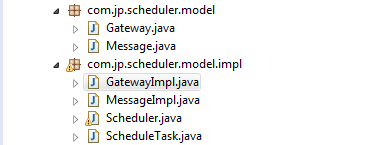 com.jp.scheduler.model
Gateway.java
Message.java
com.jp.scheduler.model.impl
GatewayImpl.java
MessageImpl.java
Scheduler.java
ScheduleTask.java